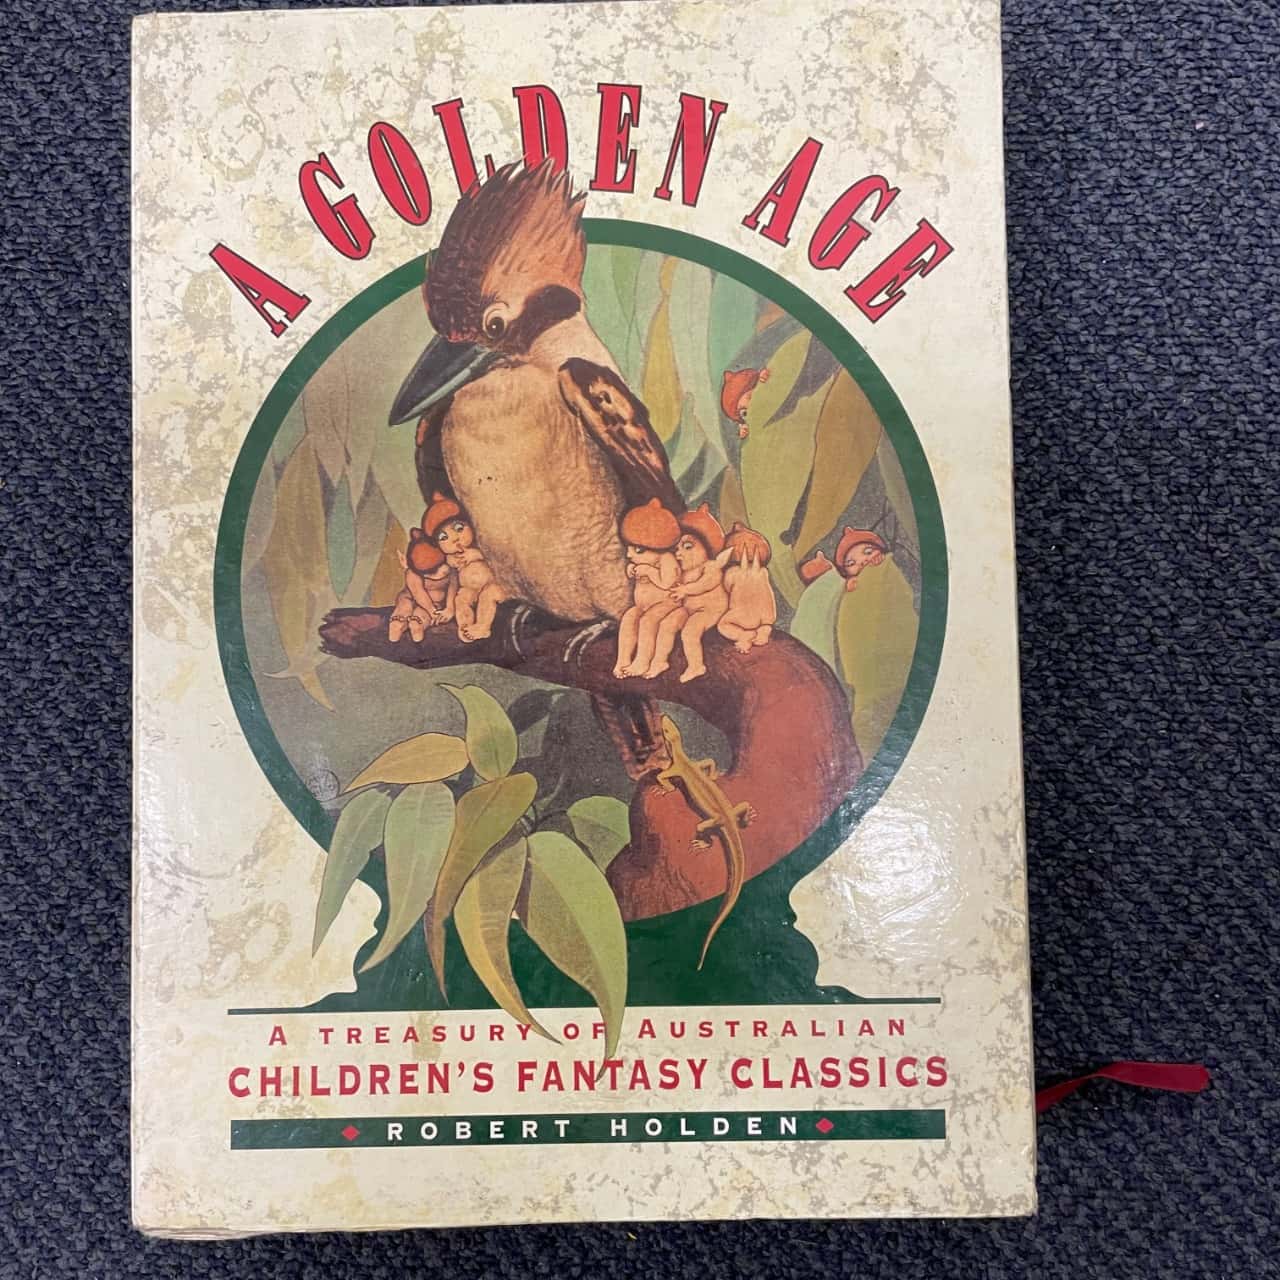 A GOLDEN AGE
A TREASURY OF AUSTRALIAN
CHILDREN'S FANTASY CLASSICS
ROBERT HOLDEN